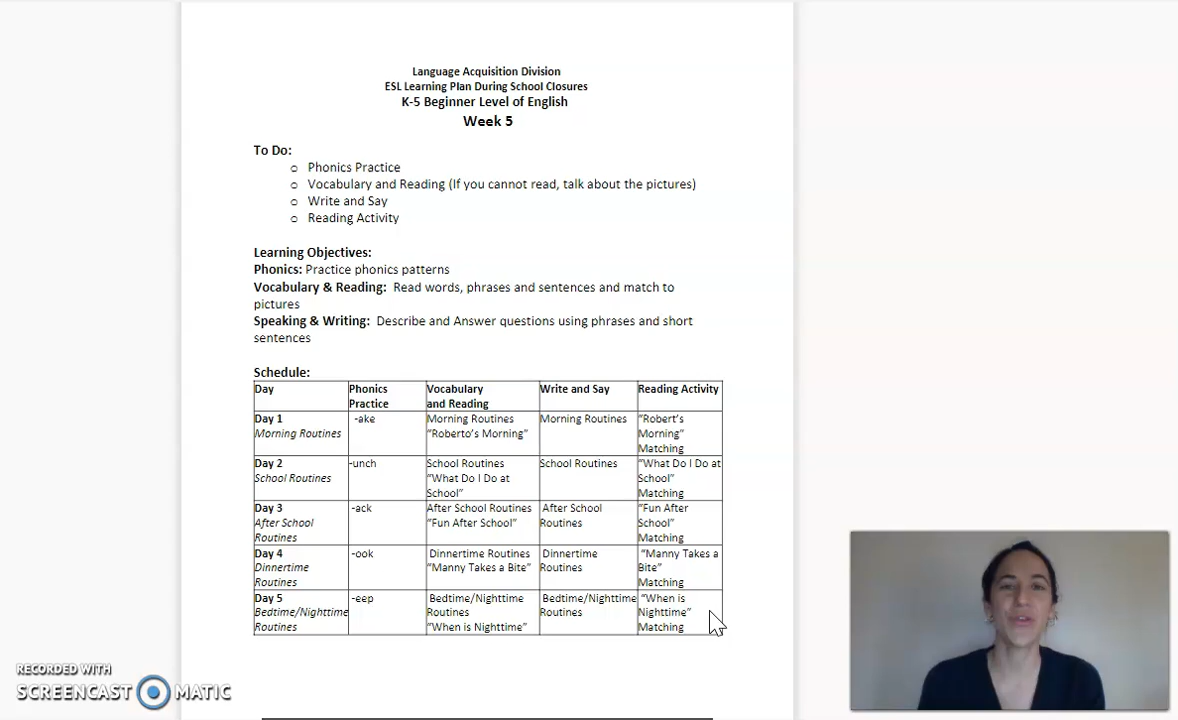 Language Acquisition Division
ESL Learning Plan During School Closures
K-5 Beginner Level of English
Week 5
To Do:
o Phonics Practice
o Vocabulary and Reading (If you cannot read, talk about the pictures)
o Write and Say
o Reading Activity
Learning Objectives:
Phonics: Practice phonics patterns
Vocabulary & Reading: Read words, phrases and sentences and match to
pictures
Speaking & Writing: Describe and Answer questions using phrases and short
sentences
Schedule:
Day
Phonics
Practice
Vocabulary
and Reading
Write and Say
Reading Activity
Day 1
Morning Routines
-ake
Morning Routines
"Roberto's Morning"
Morning Routines
"Robert's
Morning"
Matching
Day 2
School Routines
-unch
School Routines
"What Do I Do at
School"
School Routines
"What Do I Do at
School"
Matching
Day 3
After School
Routines
-ack
After School Routines
"Fun After School"
After School
Routines
"Fun After
School"
Matching
Day 4
Dinnertime
Routines
-ook
Dinnertime Routines
"Manny Takes a Bite"
Dinnertime
Routines
"Manny Takes a
Bite"
Matching
Day 5
Bedtime/Nighttime
Routines
-eep
Bedtime/Nighttime
Routines
"When is Nighttime"
Bedtime/Nighttime
Routines
"When is
Nighttime"
Matching
RECORDED WITH
SCREENCAST MATIC